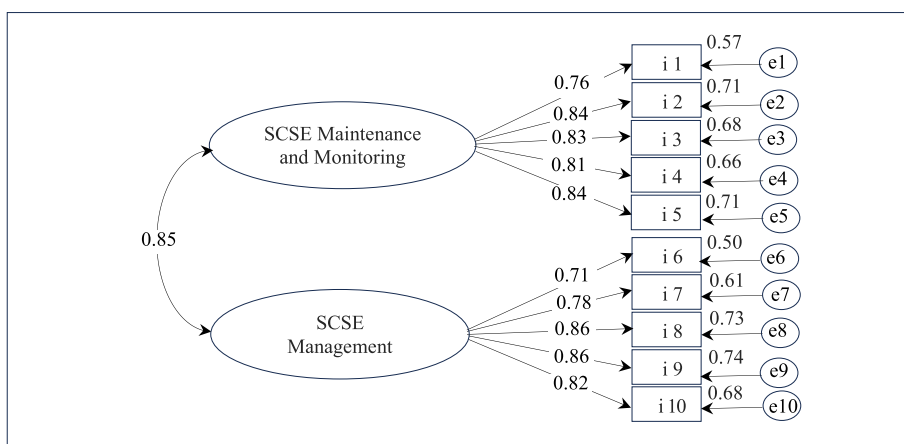 0.57
i 1
e1
0.76
0.71
i 2
e2
0.84
SCSE Maintenance
and Monitoring
0.83
0.68
i 3
e3
0.81
0.66
i 4
e4
0.84
0.71
i 5
e5
0.85
0.50
i 6
e6
0.71
0.61
i 7
e7
0.78
SCSE
Management
0.86
0.73
i 8
e8
0.86
0.74
i 9
e9
0.82
0.68
i 10
e10